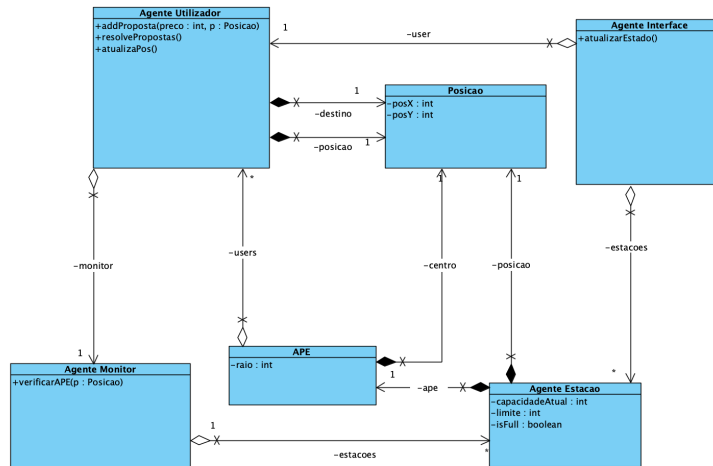 Agente Utilizador
+addProposta(preco : int, p : Posicao)
+resolvePropostas()
+atualizaPos()
1
-user
Agente Interface
+atualizarEstado()
1
-destino
Posicao
-posX : int
-posY : int
1
-posicao
*
1
1
-monitor
-users
-centro
-posicao
-estacoes
1
Agente Monitor
+verificarAPE(p : Posicao)
APE
-raio : int
1
-ape
*
Agente Estacao
-capacidadeAtual : int
-limite : int
-isFull : boolean
1
-estacoes
*